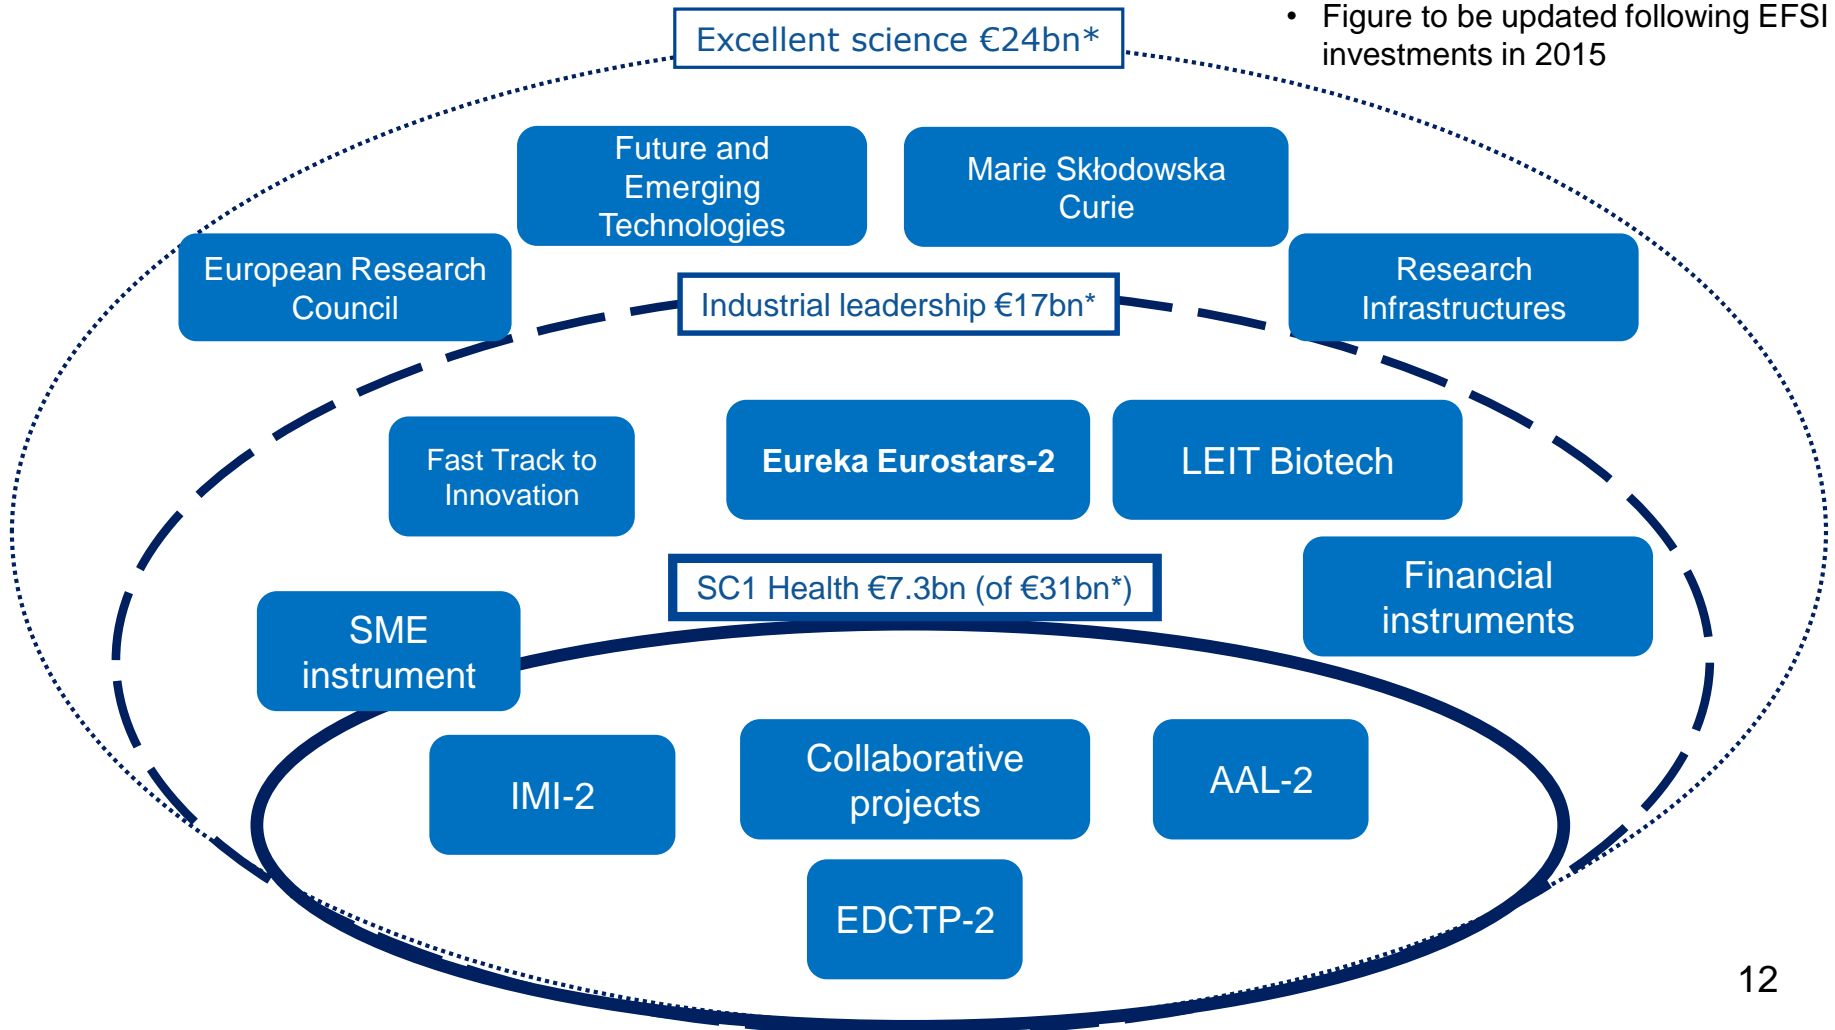 Excellent science €24bn*
• Figure to be updated following EFSI
investments in 2015
Future and
Emerging
Technologies
Marie Skłodowska
Curie
European Research
Council
Research
Infrastructures
Industrial leadership €17bn*
Fast Track to
Innovation
Eureka Eurostars-2
LEIT Biotech
Financial
instruments
SC1 Health €7.3bn (of €31bn*)
SME
instrument
IMI-2
Collaborative
projects
AAL-2
EDCTP-2
12